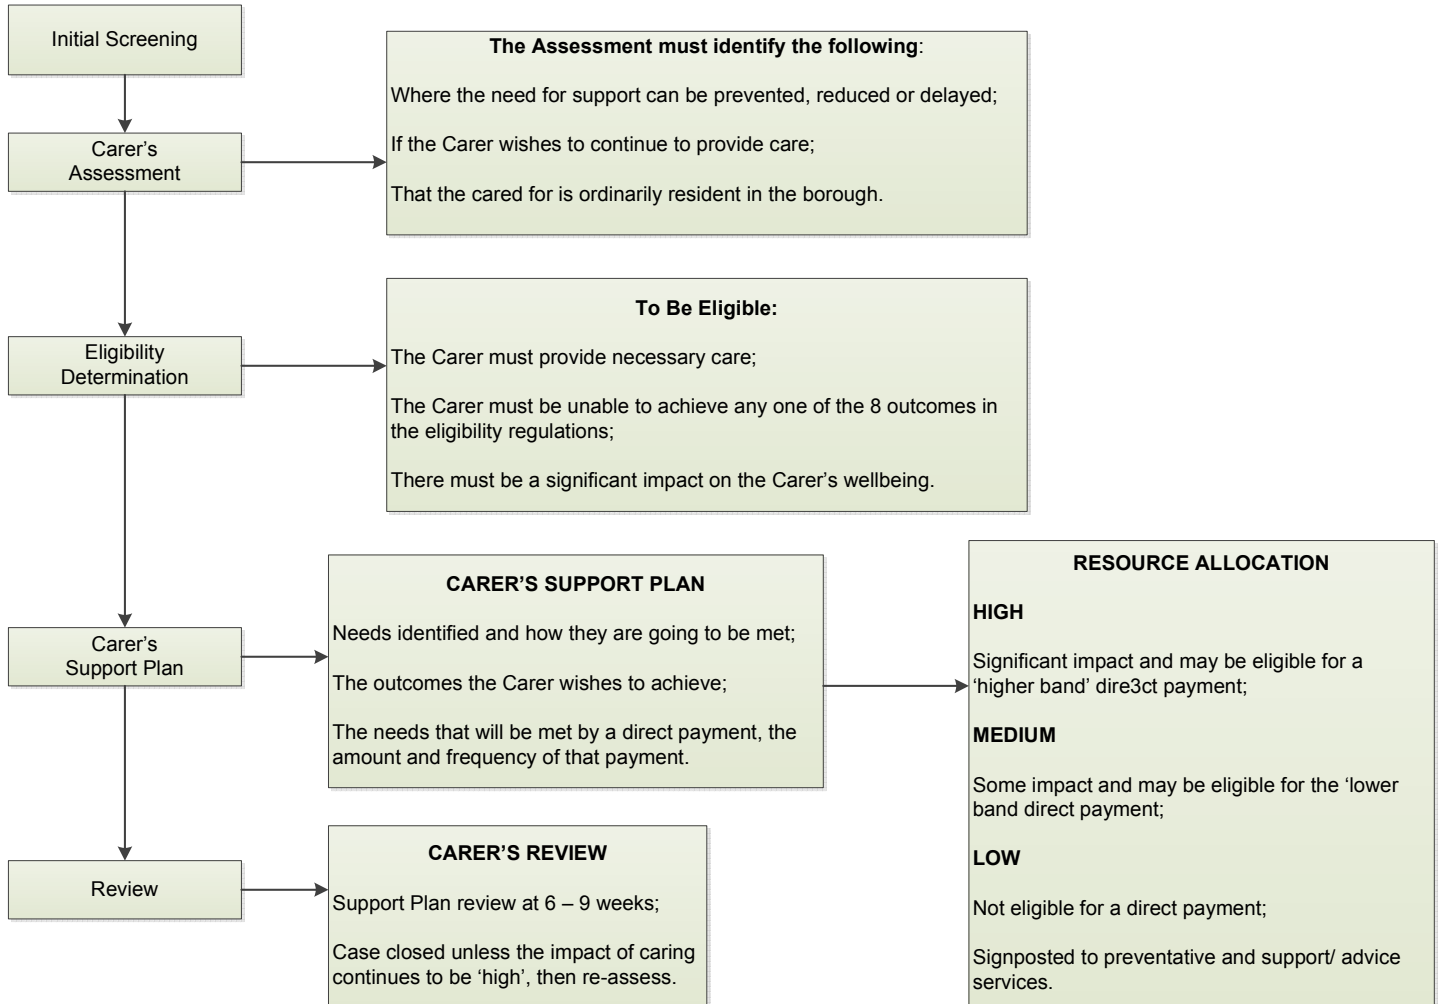 Initial Screening
The Assessment must identify the following:
Where the need for support can be prevented, reduced or delayed;
If the Carer wishes to continue to provide care;
That the cared for is ordinarily resident in the borough.
Carer’s
Assessment
To Be Eligible:
The Carer must provide necessary care;
The Carer must be unable to achieve any one of the 8 outcomes in
the eligibility regulations;
There must be a significant impact on the Carer’s wellbeing.
Eligibility
Determination
CARER’S SUPPORT PLAN
Needs identified and how they are going to be met;
The outcomes the Carer wishes to achieve;
The needs that will be met by a direct payment, the
amount and frequency of that payment.
Carer’s
Support Plan
RESOURCE ALLOCATION
HIGH
Significant impact and may be eligible for a
‘higher band’ dire3ct payment;
MEDIUM
Some impact and may be eligible for the ‘lower
band direct payment;
LOW
Not eligible for a direct payment;
Signposted to preventative and support/ advice
services.
Review
CARER’S REVIEW
Support Plan review at 6 – 9 weeks;
Case closed unless the impact of caring
continues to be ‘high’, then re-assess.